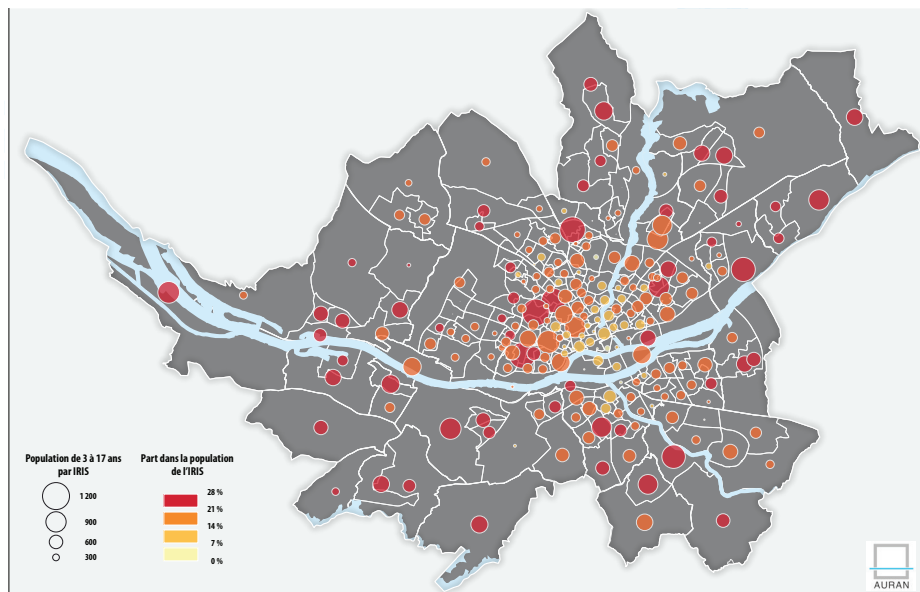 Population de 3 à 17 ans
par IRIS
1 200
900
600
300
Part dans la population
de l'IRIS
28 %
21 %
14 %
7 %
0 %
AURAN